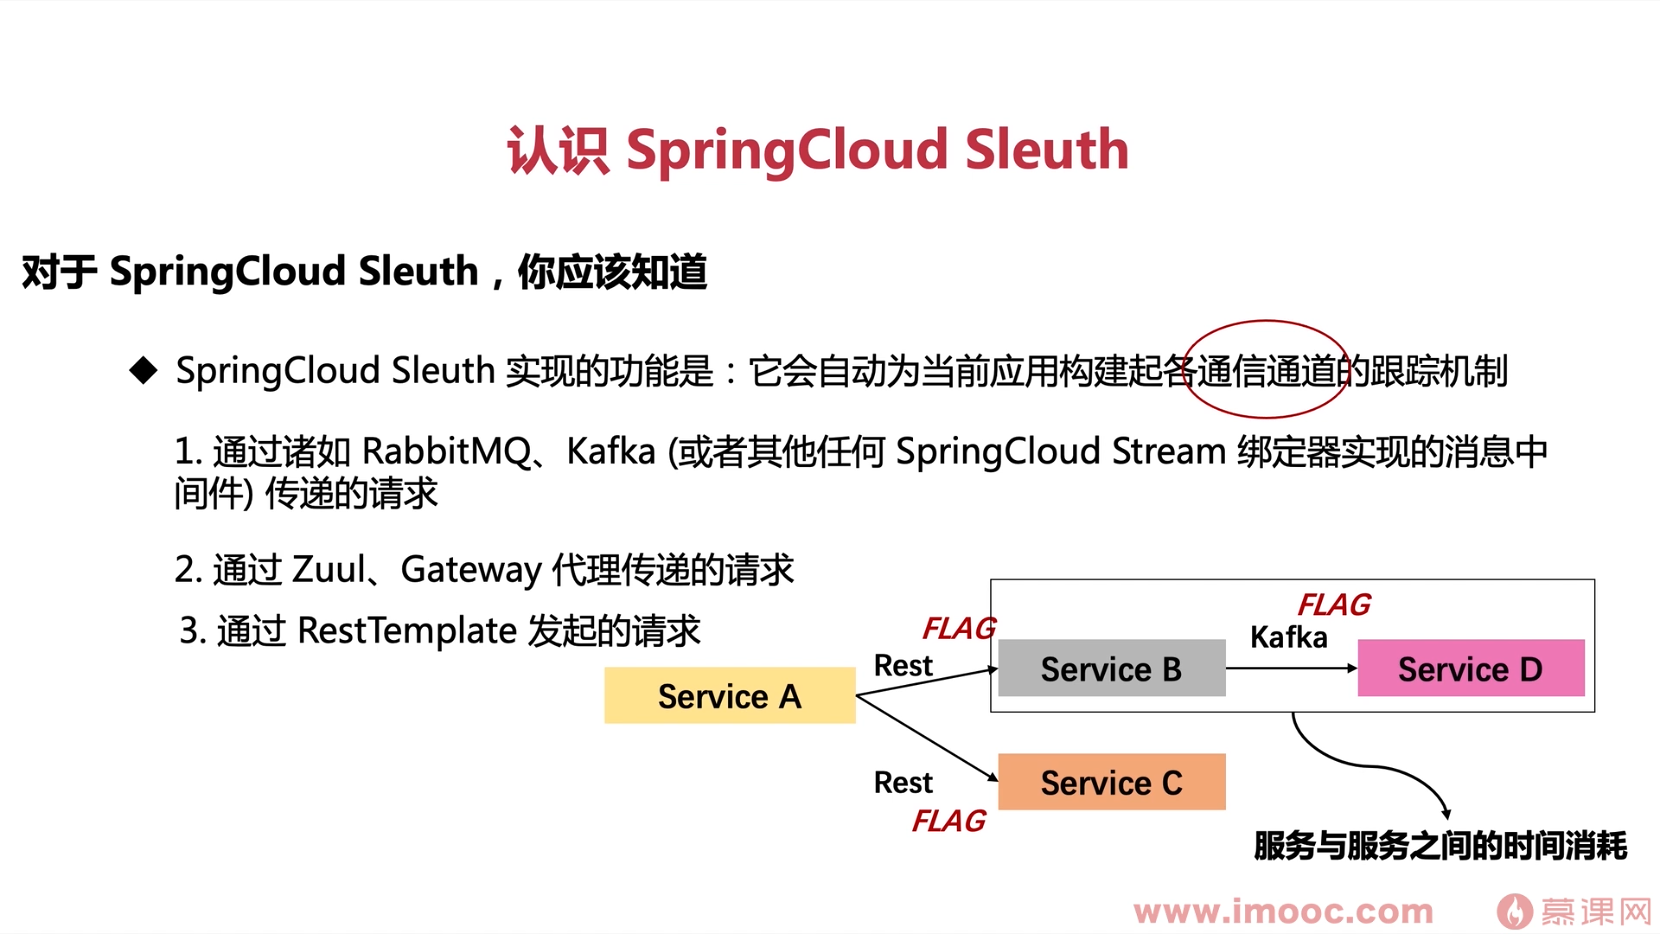 认识 SpringCloud Sleuth
对于 SpringCloud Sleuth，你应该知道
◆ SpringCloud Sleuth 实现的功能是：它会自动为当前应用构建起各通信通道的跟踪机制
1. 通过诸如 RabbitMQ、Kafka (或者其他任何 SpringCloud Stream 绑定器实现的消息中
间件) 传递的请求
2. 通过 Zuul、Gateway 代理传递的请求
3. 通过 RestTemplate 发起的请求
FLAG
FLAG
Kafka
Rest
Service B
Service D
Service A
Rest
Service C
FLAG
服务与服务之间的时间消耗
www.imooc.com
慕课网